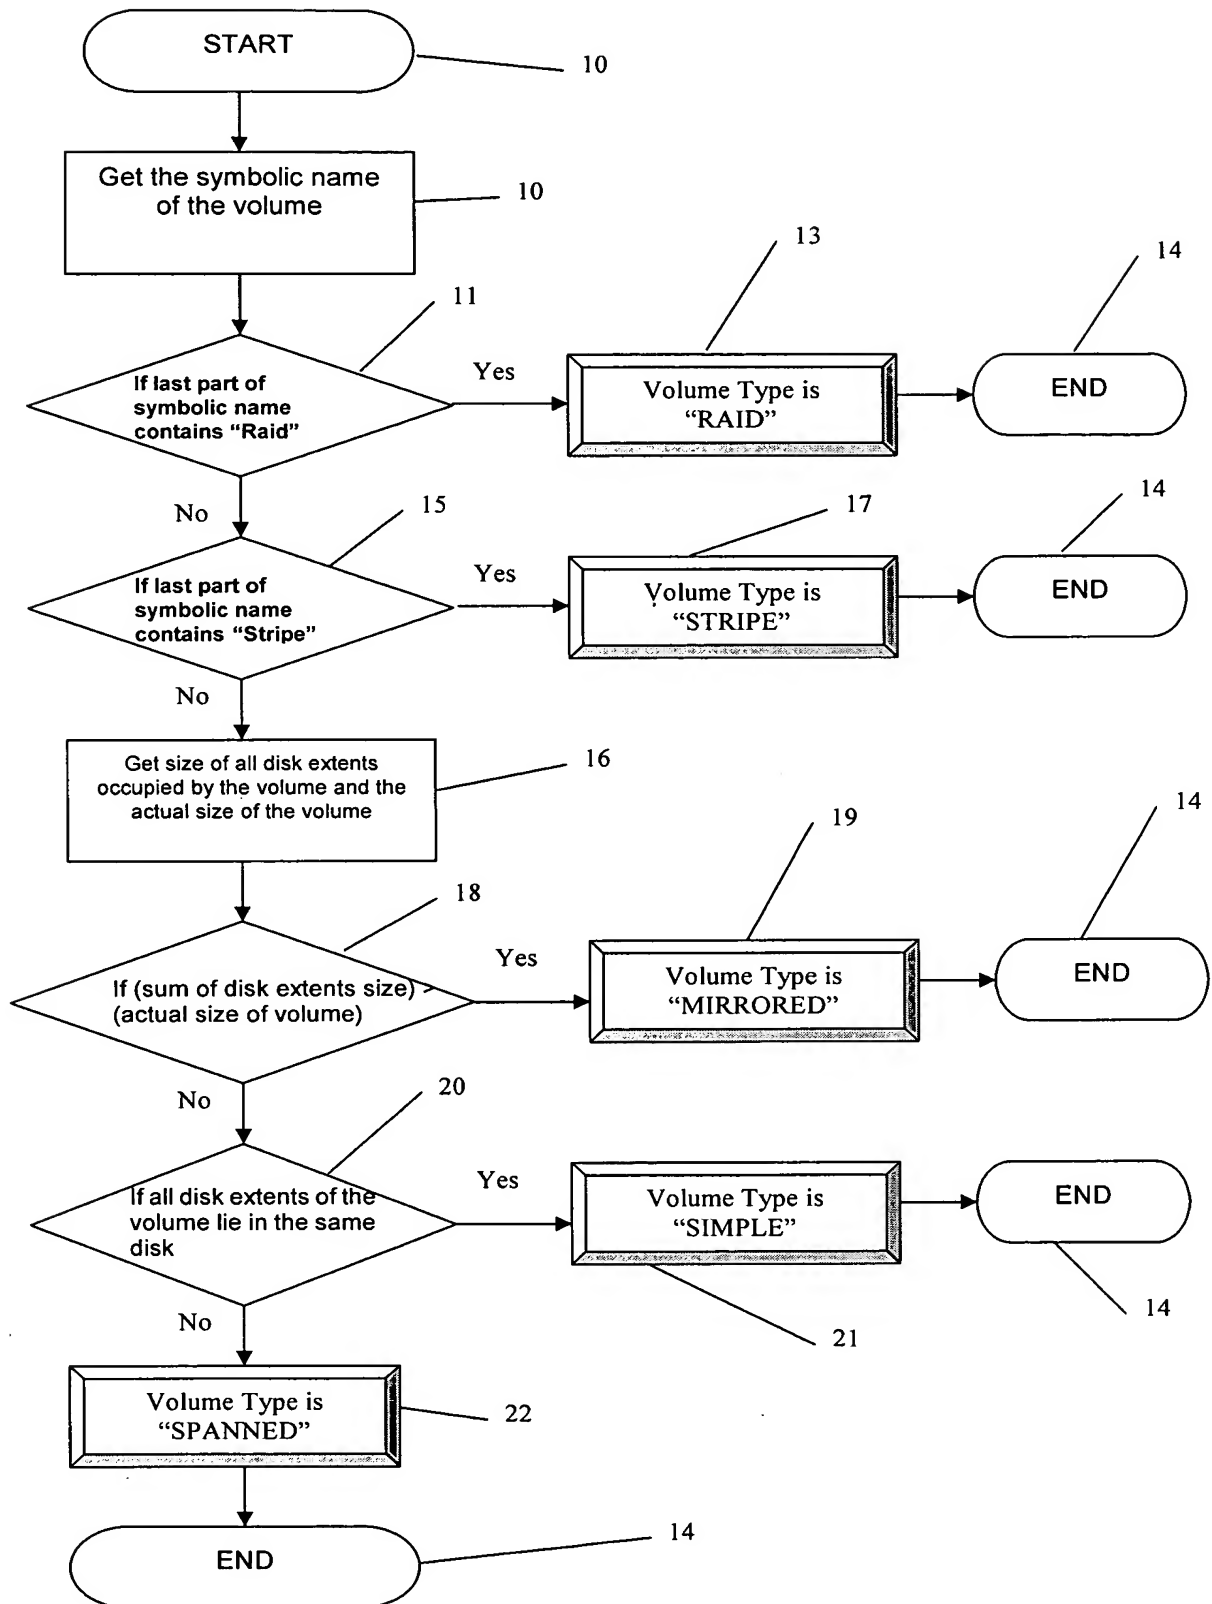 START
10
Get the symbolic name
of the volume
10
11
If last part of
symbolic name
contains “Raid”
Yes
13
Volume Type is
“RAID”
14
END
No
15
If last part of
symbolic name
contains “Stripe”
Yes
17
Volume Type is
“STRIPE”
14
END
No
Get size of all disk extents
occupied by the volume and the
actual size of the volume
16
18
If (sum of disk extents size)
(actual size of volume)
Yes
19
Volume Type is
“MIRRORED”
14
END
No
20
If all disk extents of the
volume lie in the same
disk
Yes
Volume Type is
“SIMPLE”
21
END
14
No
Volume Type is
“SPANNED”
22
END
14